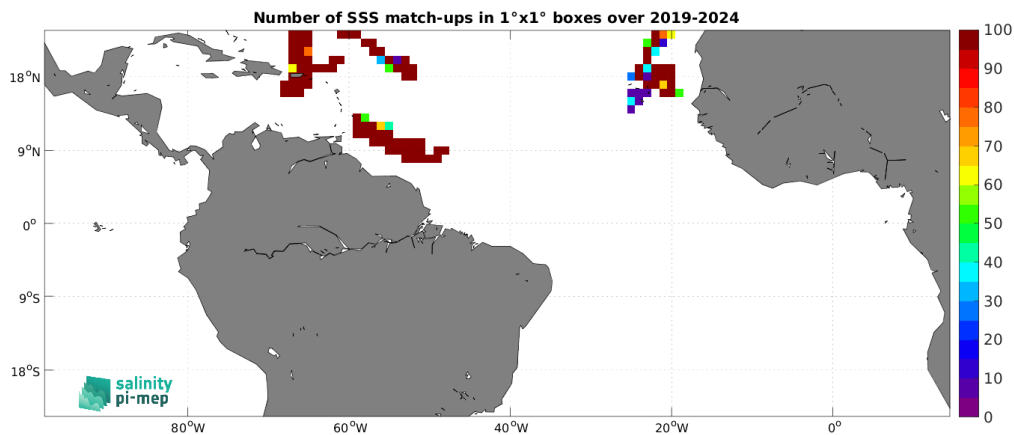 Number of SSS match-ups in 1°x1° boxes over 2019-2024
100
90
80
70
60
50
40
30
20
10
0
18°N
9°N
0°
9°S
18°S
80°W
60°W
40°W
20°W
0°
salinity
pi-mep